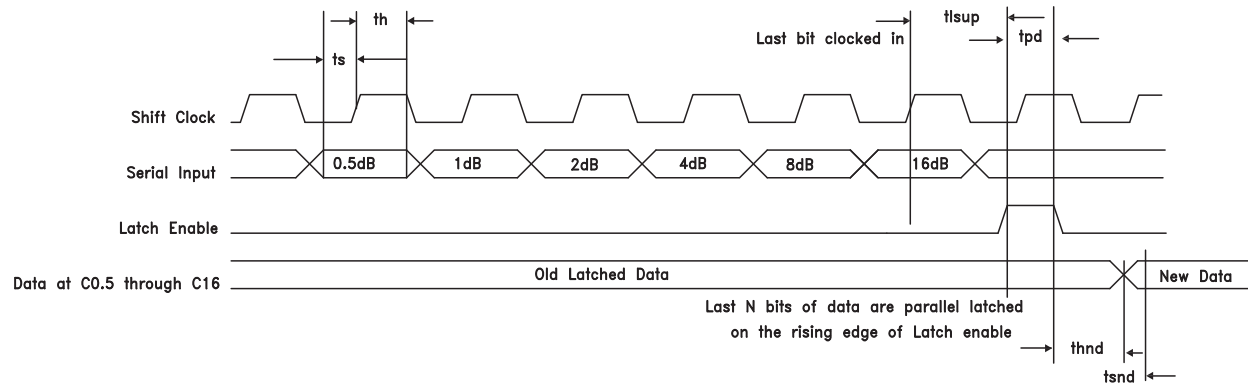 th
tlsup
Last bit clocked in
tpd
ts
Shift Clock
0.5dB
1dB
2dB
4dB
8dB
16dB
Serial Input
Latch Enable
Old Latched Data
New Data
Data at C0.5 through C16
Last N bits of data are parallel latched
on the rising edge of Latch enable
thnd
tsnd